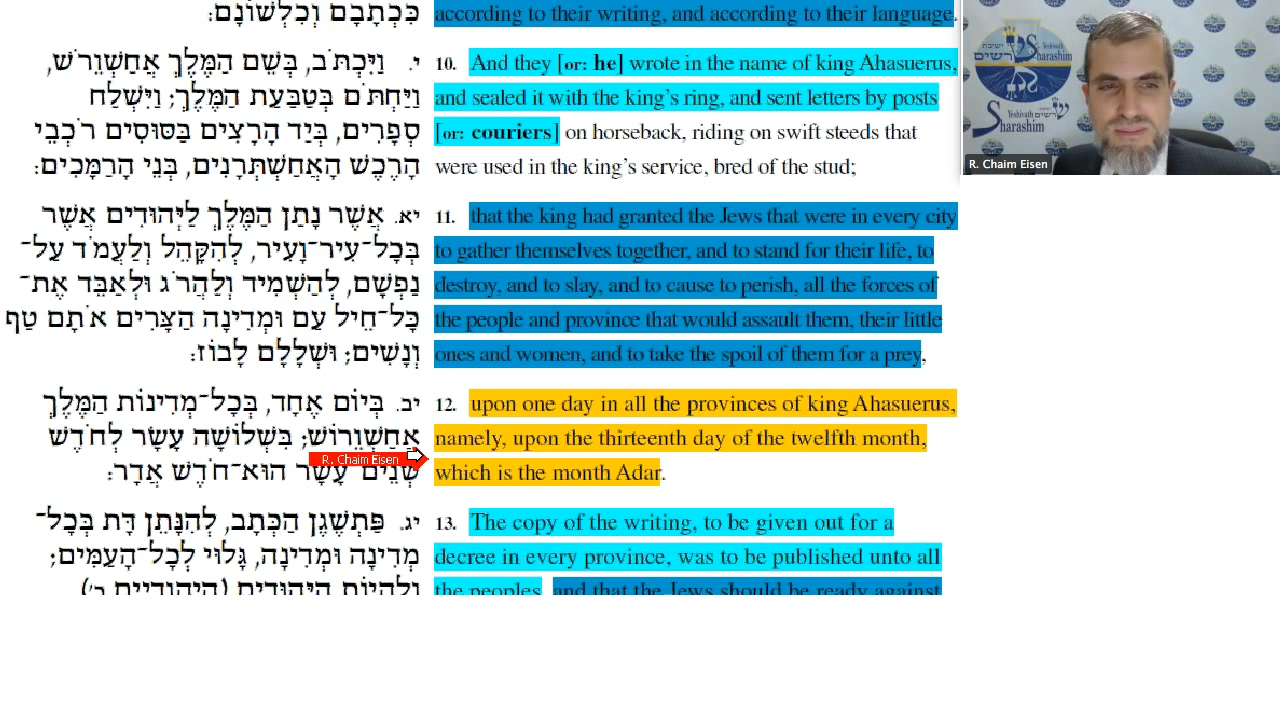 כִּכְתָבָם וְכִלְשׁוֹנָם:
according to their writing, and according to their language.
י. וַיִּכְתֹּב, בְּשֵׁם הַמֶּלֶךְ אֲחַשְׁוֵרֹשׁ,
וַיַּחְתֹּם בְּטַבַּעַת הַמֶּלֶךְ; וַיִּשְׁלַח
סְפָרִים, בְּיַד הָרָצִים בַּסּוּסִים רֹכְבֵי
הָרֶכֶשׁ הָאֲחַשְׁתְּרָנִים, בְּנֵי הָרַמָּכִים:
10. And they [or: he] wrote in the name of king Ahasuerus,
and sealed it with the king's ring, and sent letters by posts
[or: couriers] on horseback, riding on swift steeds that
were used in the king's service, bred of the stud;
יא. אֲשֶׁר נָתַן הַמֶּלֶךְ לַיְּהוּדִים אֲשֶׁר
בְּכָל־עִיר־וָעִיר, לְהִקָּהֵל וְלַעֲמֹד עַל־
נַפְשָׁם, לְהַשְׁמִיד וְלַהֲרֹג וּלְאַבֵּד אֶת־
כָּל־חֵיל עַם וּמְדִינָה הַצָּרִים אֹתָם טַף
וְנָשִׁים; וּשְׁלָלָם לָבוֹז:
11. that the king had granted the Jews that were in every city
to gather themselves together, and to stand for their life, to
destroy, and to slay, and to cause to perish, all the forces of
the people and province that would assault them, their little
ones and women, and to take the spoil of them for a prey,
יב. בְּיוֹם אֶחָד, בְּכָל־מְדִינוֹת הַמֶּלֶךְ
אֲחַשְׁוֵרוֹשׁ; בִּשְׁלוֹשָׁה עָשָׂר לְחֹדֶשׁ
שְׁנֵים־עָשָׂר הוּא־חֹדֶשׁ אֲדָר:
12. upon one day in all the provinces of king Ahasuerus,
namely, upon the thirteenth day of the twelfth month,
which is the month Adar.
יג. פַּתְשֶׁגֶן הַכְּתָב, לְהִנָּתֵן דָּת בְּכָל־
מְדִינָה וּמְדִינָה, גָּלוּי לְכָל־הָעַמִּים;
וְלִהְיוֹת היהודיים (היהודיים כ')
13. The copy of the writing, to be given out for a
decree in every province, was to be published unto all
the peoples, and that the Jews should be ready against
R. Chaim Eisen
R. Chaim Eisen
Yeshivath
Sharashim
Yeshivath
Sharashim
ישיבת
שרשים